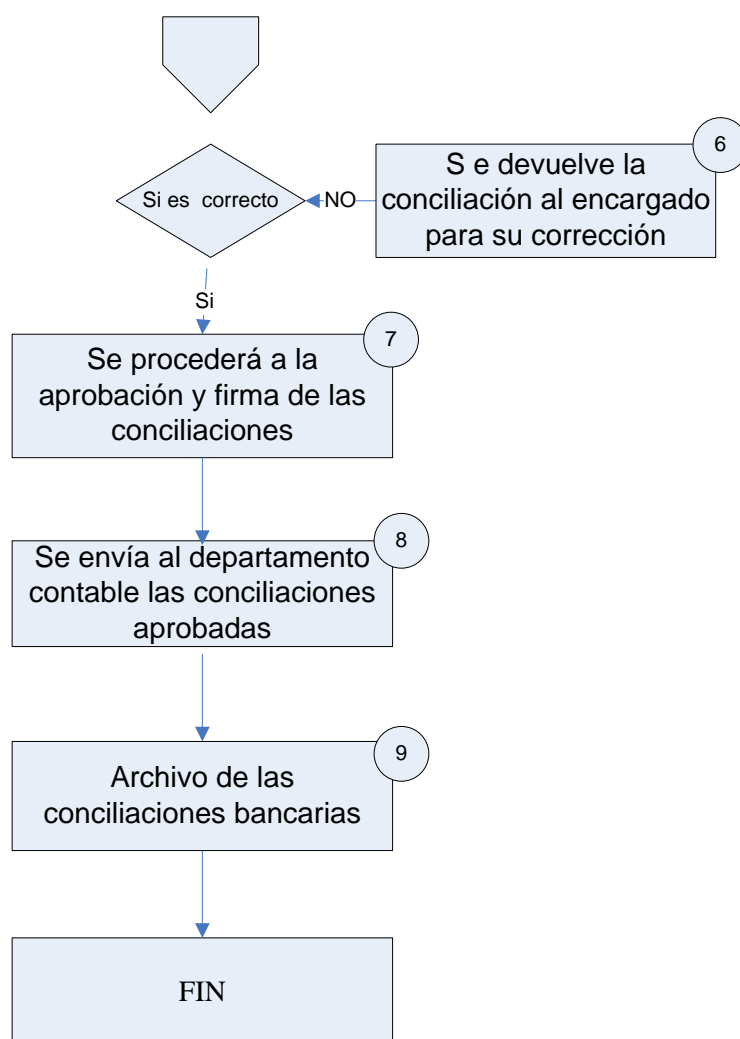 6
S e devuelve la
conciliación al encargado
para su corrección
Si es correcto
NO
Si
7
Se procederá a la
aprobación y firma de las
conciliaciones
8
Se envía al departamento
contable las conciliaciones
aprobadas
9
Archivo de las
conciliaciones bancarias
FIN